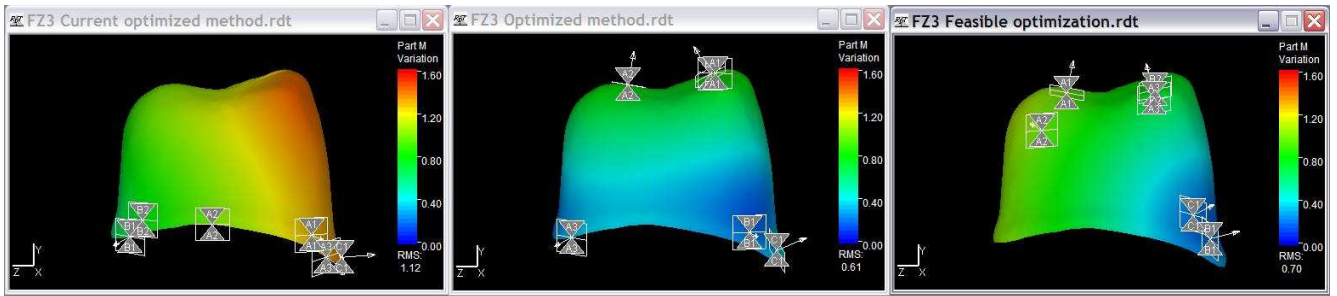 FZ3 Current optimized method.rdt
Part M
Variation
1.60
1.20
0.80
0.40
0.00
RMS:
1.12
B2
B1
B2
B1
A2
A2
A1
A1
A3
C1
A3
C1
Y
Z
X
FZ3 Optimized method.rdt
Part M
Variation
1.60
1.20
0.80
0.40
0.00
RMS:
0.61
A2
A2
A1
A3
A3
B1
B1
C1
C1
Y
Z
X
FZ3 Feasible optimization.rdt
Part M
Variation
1.60
1.20
0.80
0.40
0.00
RMS:
0.70
A1
A1
A2
A2
B2
A3
A3
C1
C1
B1
B1
Y
Z
X